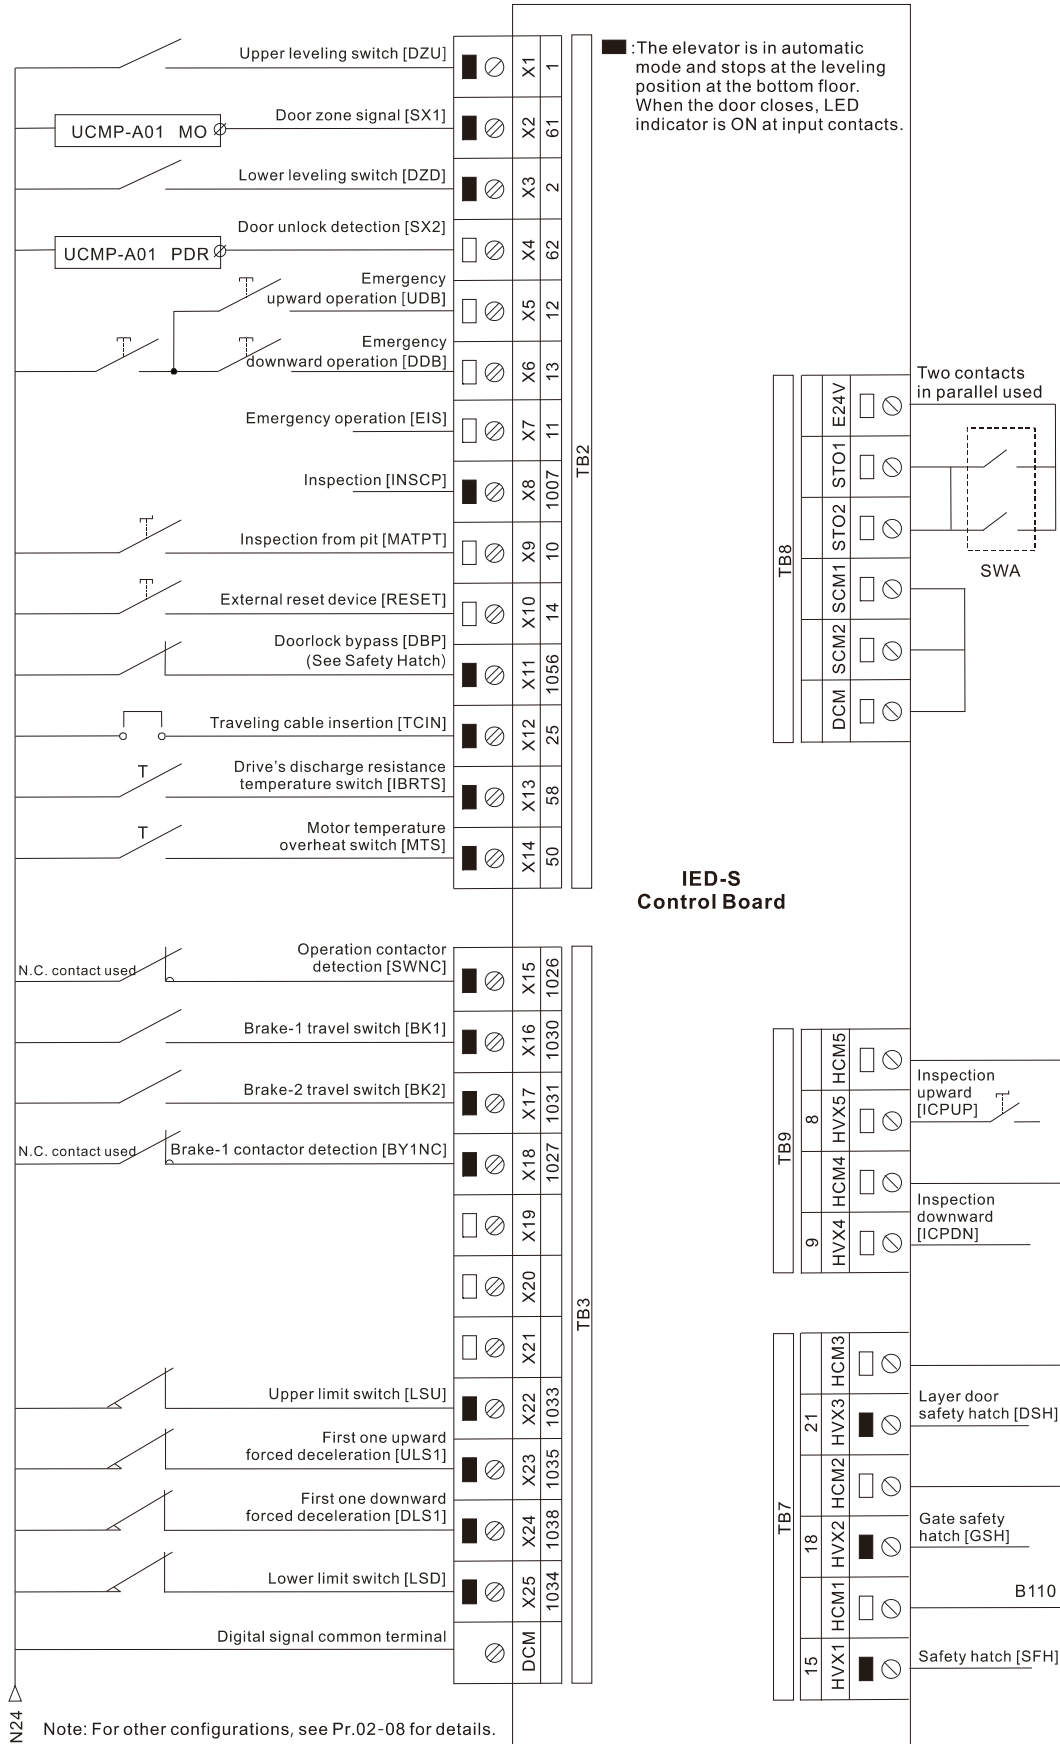 :The elevator is in automatic
mode and stops at the leveling
position at the bottom floor.
When the door closes, LED
indicator is ON at input contacts.
Upper leveling switch [DZU]
X1
1
UCMP-A01 MO
Door zone signal [SX1]
X2
61
Lower leveling switch [DZD]
X3
2
UCMP-A01 PDR
Door unlock detection [SX2]
X4
62
Emergency
upward operation [UDB]
X5
12
Emergency
downward operation [DDB]
X6
13
Emergency operation [EIS]
X7
11
Inspection [INSCP]
X8
1007
Inspection from pit [MATPT]
X9
10
External reset device [RESET]
X10
14
Doorlock bypass [DBP]
(See Safety Hatch)
X11
1056
Traveling cable insertion [TCIN]
X12
25
T
Drive's discharge resistance
temperature switch [IBRTS]
X13
58
T
Motor temperature
overheat switch [MTS]
X14
50
TB2
N.C. contact used
Operation contactor
detection [SWNC]
X15
1026
Brake-1 travel switch [BK1]
X16
1030
Brake-2 travel switch [BK2]
X17
1031
N.C. contact used
Brake-1 contactor detection [BY1NC]
X18
1027
X19
X20
X21
Upper limit switch [LSU]
X22
1033
First one upward
forced deceleration [ULS1]
X23
1035
First one downward
forced deceleration [DLS1]
X24
1038
Lower limit switch [LSD]
X25
1034
Digital signal common terminal
DCM
TB3
N24
Note: For other configurations, see Pr.02-08 for details.
IED-S
Control Board
TB8
E24V
STO1
STO2
SCM1
SCM2
DCM
Two contacts
in parallel used
SWA
TB9
HCM5
8
HVX5
HCM4
9
HVX4
Inspection
upward
[ICPUP]
Inspection
downward
[ICPDN]
TB7
HCM3
21
HVX3
HCM2
18
HVX2
HCM1
15
HVX1
Layer door
safety hatch [DSH]
Gate safety
hatch [GSH]
B110
Safety hatch [SFH]